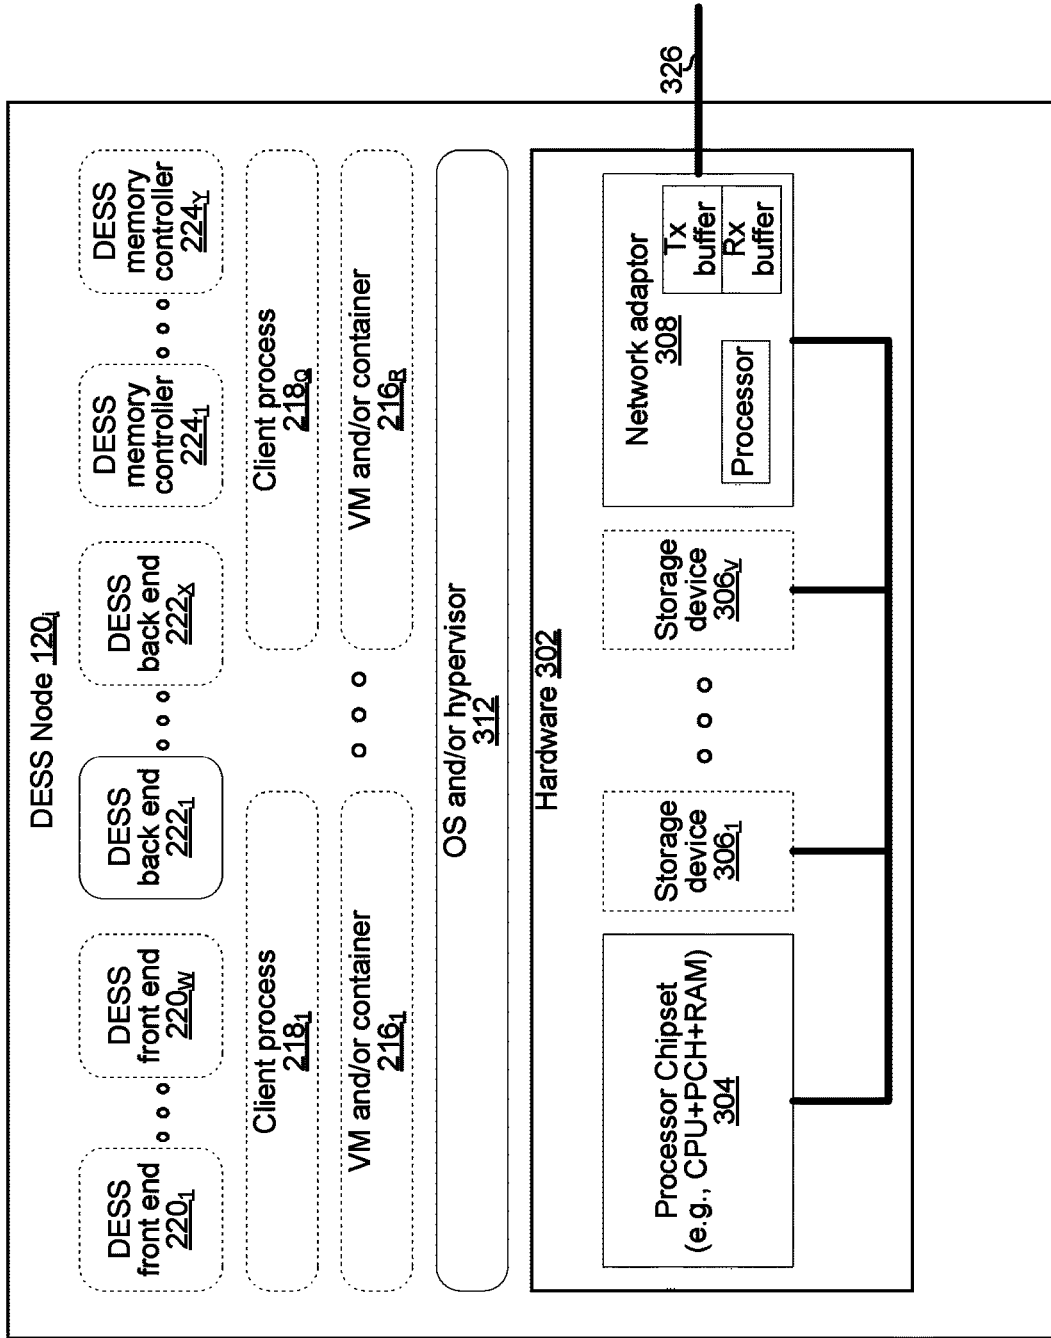 DESS Node 120j
DESS
front end
220₁
DESS
front end
220W
DESS
back end
222₁
DESS
back end
222X
DESS
memory
controller
224₁
DESS
memory
controller
224Y
Client process
218₁
Client process
218Q
VM and/or container
216₁
VM and/or container
216R
OS and/or hypervisor
312
Hardware 302
Processor Chipset
(e.g., CPU+PCH+RAM)
304
Storage
device
306₁
Storage
device
306V
Network adaptor
308
Processor
Tx
buffer
Rx
buffer
326